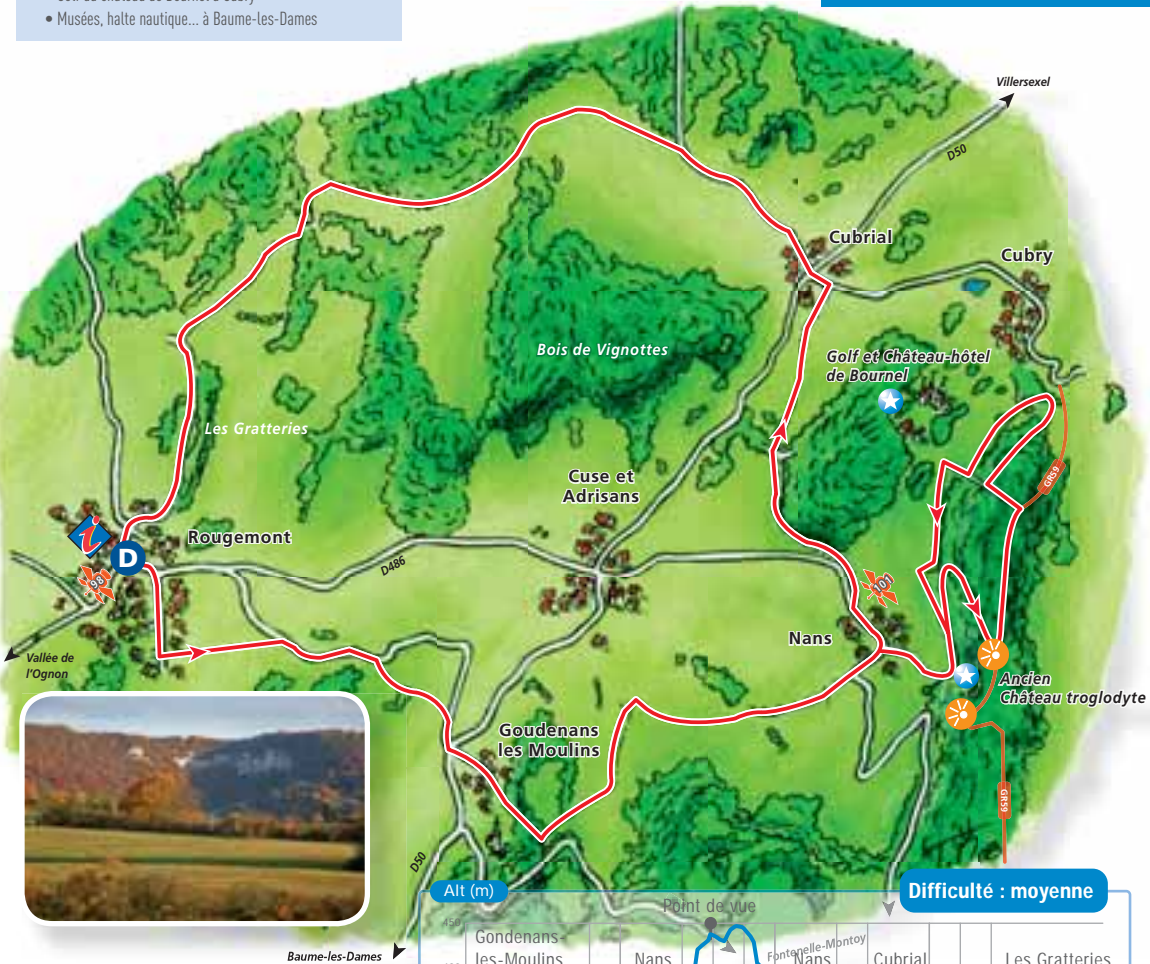 • Musées, halte nautique... à Baume-les-Dames
Villersexel
D50
Cubrial
Cubry
Golf et Château-hôtel
de Bournel
Bois de Vignottes
Les Gratteries
GR59
Cuse et
Adrisans
i
D
Rougemont
98
D486
101
Nans
Vallée de
l'Ognon
Ancien
Château troglodyte
Goudenans
les Moulins
GR59
D50
Baume-les-Dames
Alt (m)
Difficulté : moyenne
450
Point de vue
Gondenans-
les-Moulins
Nans
Fontenelle-Montoy
Nans
Cubrial
Les Gratteries